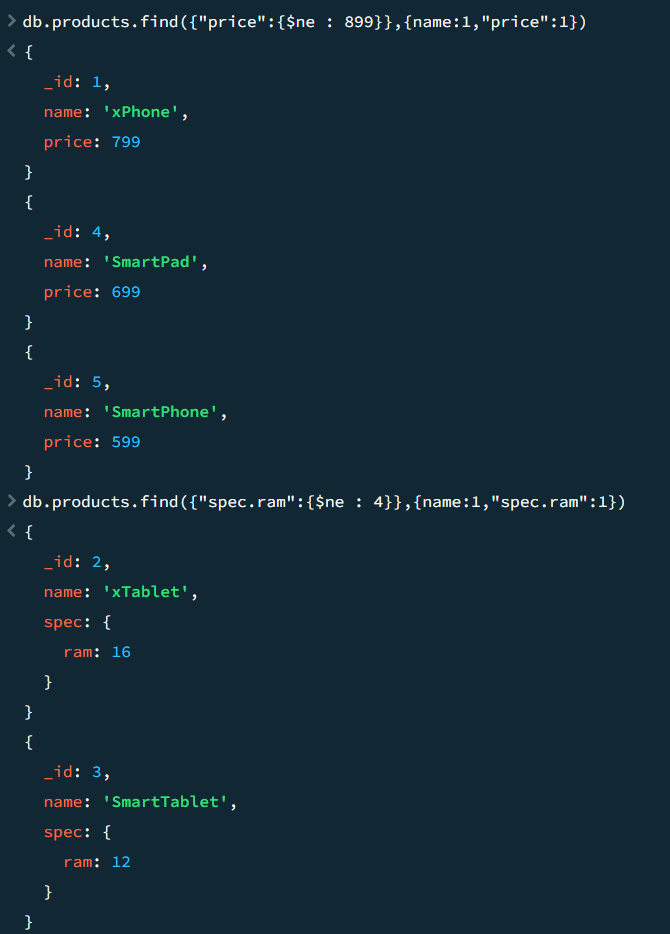 > db.products.find({"price":{$ne : 899}},{name:1,"price":1})
< {
_id: 1,
name: 'xPhone',
price: 799
}
{
_id: 4,
name: 'SmartPad',
price: 699
}
{
_id: 5,
name: 'SmartPhone',
price: 599
}
> db.products.find({"spec.ram":{$ne : 4}},{name:1,"spec.ram":1})
< {
_id: 2,
name: 'xTablet',
spec: {
ram: 16
}
}
{
_id: 3,
name: 'SmartTablet',
spec: {
ram: 12
}
}